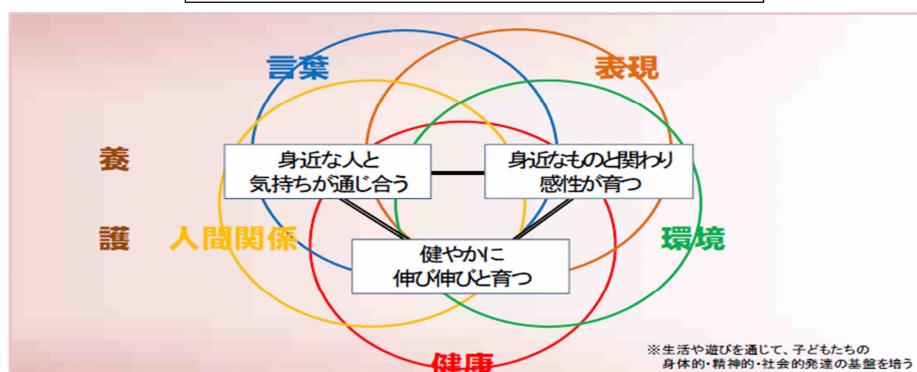 言葉
表現
養
身近な人と
気持ちが通じ合う
身近なものと関わり
感性が育つ
護
人間関係
環境
健やかに
伸び伸びと育つ
健康
※生活や遊びを通じて、子どもたちの
身体的・精神的・社会的発達の基盤を培う